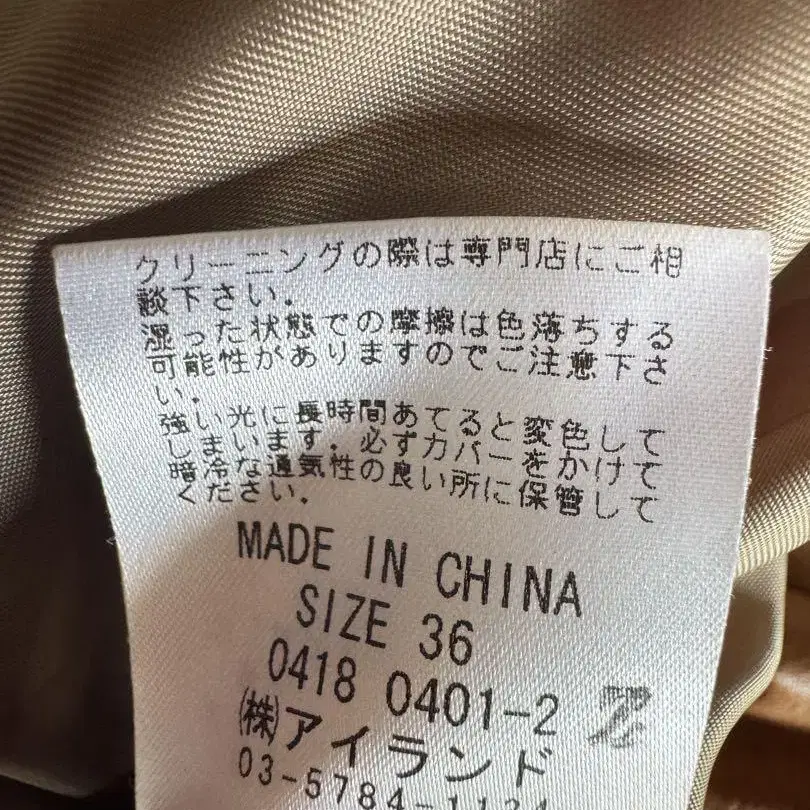 クリーニングの際は専門店にご相
談下さい.
湿った状態での摩擦は色落ちする
可能性がありますのでご注意下さ
い.
強い光に長時間あてると変色して
しまいます.必ずカバーをかけて
暗冷な通気性の良い所に保管して
ください.
MADE IN CHINA
SIZE 36
0418 0401-2
㈱アイランド